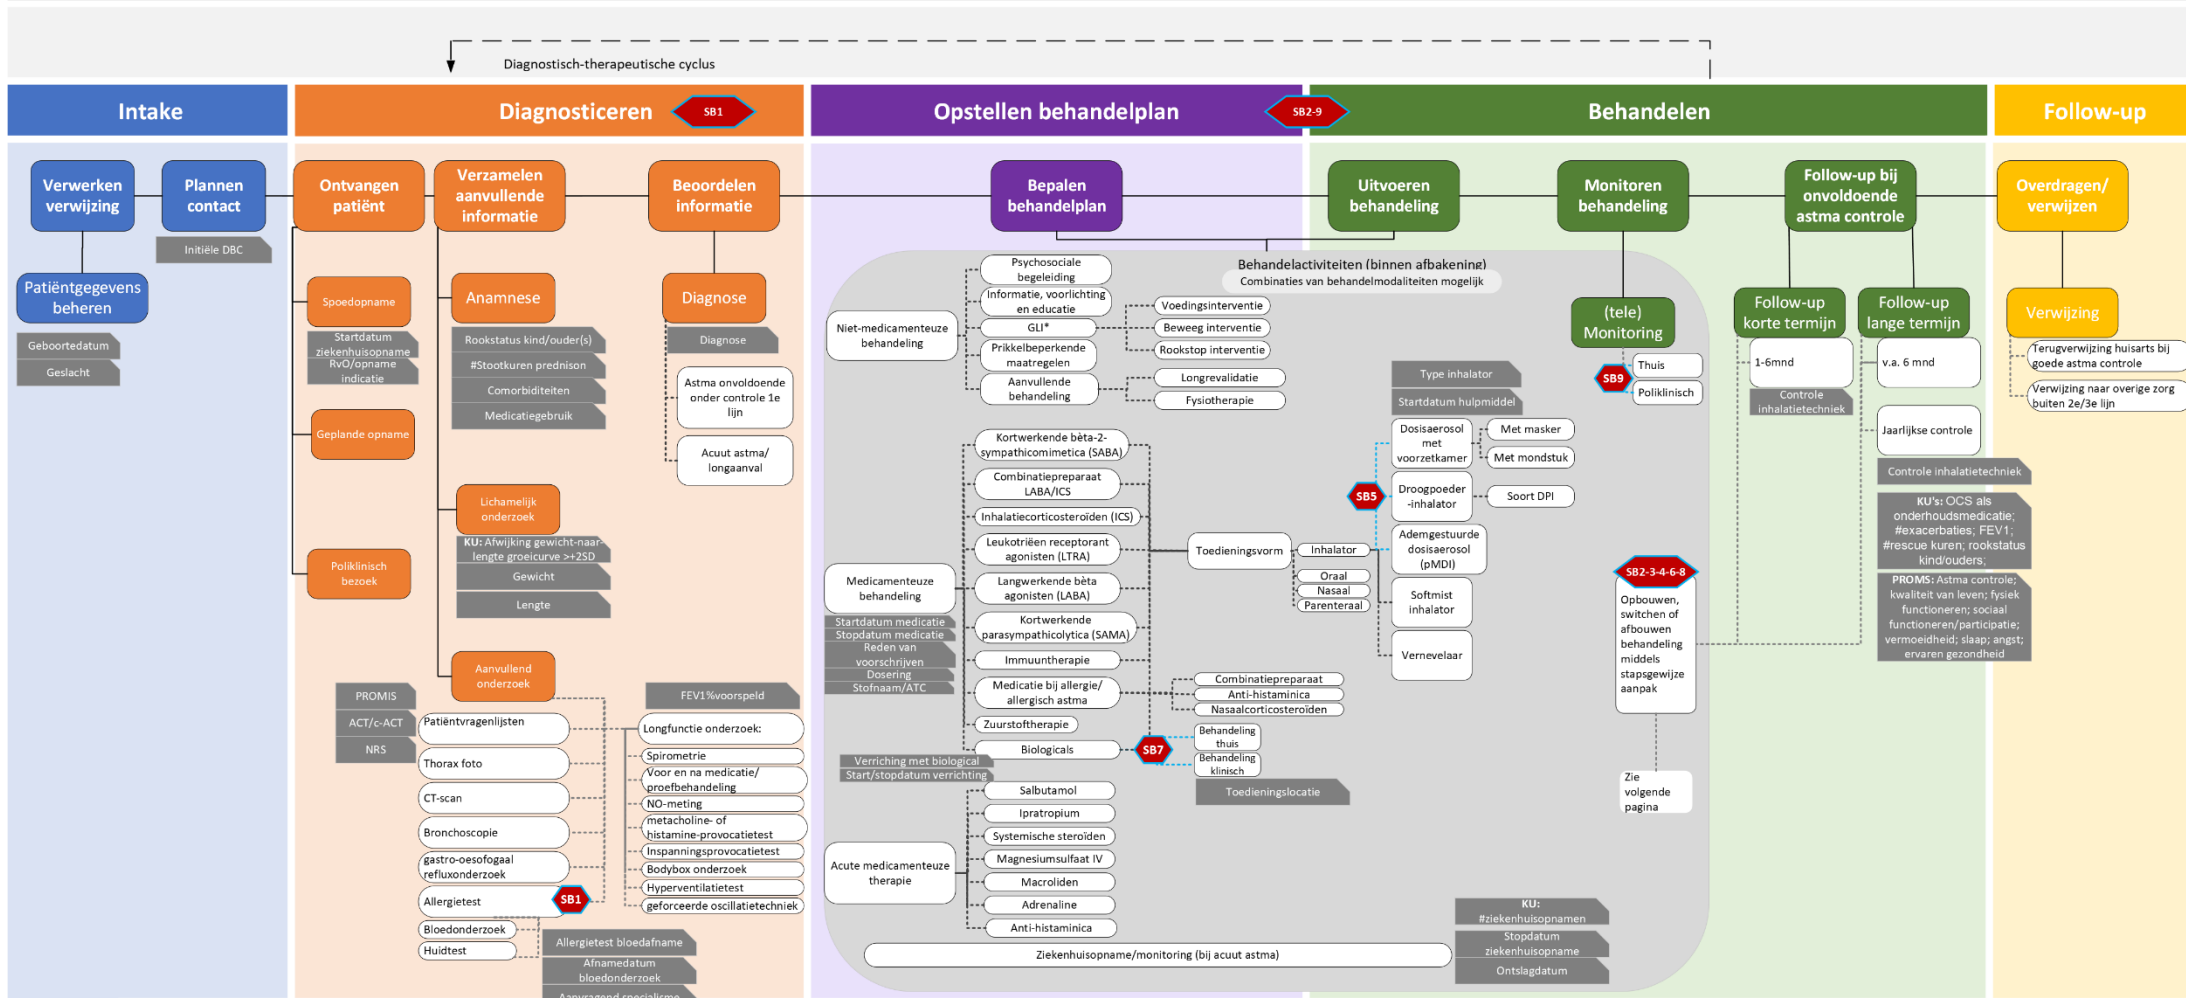 Diagnostisch-therapeutische cyclus
Intake
Diagnosticeren
SB1
Opstellen behandelplan
SB2-9
Behandelen
Follow-up
Verwerken
verwijzing
Plannen
contact
Initiële DBC
Patiëntgegevens
beheren
Geboortedatum
Geslacht
Ontvangen
patiënt
Spoedopname
Startdatum
ziekenhuisopname
RvO/opname
indicatie
Geplande opname
Poliklinisch
bezoek
Verzamelen
aanvullende
informatie
Anamnese
Rookstatus kind/ouder(s)
#Stootkuren prednison
Comorbiditeiten
Medicatiegebruik
Lichamelijk
onderzoek
KU: Afwijking gewicht-naar-
lengte groeicurve >+2SD
Gewicht
Lengte
Aanvullend
onderzoek
PROMIS
ACT/c-ACT
NRS
Patiëntvragenlijsten
Thorax foto
CT-scan
Bronchoscopie
gastro-oesofogaal
refluxonderzoek
Allergietest
SB1
Bloedonderzoek
Huidtest
Allergietest bloedafname
Afnamedatum
bloedonderzoek
Aanvragend specialisme
Beoordelen
informatie
Diagnose
Diagnose
Astma onvoldoende
onder controle 1e
lijn
Acuut astma/
longaanval
FEV1%voorspeld
Longfunctie onderzoek:
Spirometrie
Voor en na medicatie/
proefbehandeling
NO-meting
metacholine- of
histamine-provocatietest
Inspanningsprovocatietest
Bodybox onderzoek
Hyperventilatietest
geforceerde oscillatietechniek
Bepalen
behandelplan
Uitvoeren
behandeling
Behandelactiviteiten (binnen afbakening)
Combinaties van behandelmodaliteiten mogelijk
Niet-medicamenteuze
behandeling
Psychosociale
begeleiding
Informatie, voorlichting
en educatie
GLI*
Prikkelbeperkende
maatregelen
Aanvullende
behandeling
Voedingsinterventie
Beweeg interventie
Rookstop interventie
Longrevalidatie
Fysiotherapie
Medicamenteuze
behandeling
Startdatum medicatie
Stopdatum medicatie
Reden van
voorschrijven
Dosering
Stofnaam/ATC
Kortwerkende bèta-2-
sympathicomimetica (SABA)
Combinatiepreparaat
LABA/ICS
Inhalatiecorticosteroïden (ICS)
Leukotriëen receptorant
agonisten (LTRA)
Langwerkende bèta
agonisten (LABA)
Kortwerkende
parasympathicolytica (SAMA)
Immuuntherapie
Medicatie bij allergie/
allergisch astma
Zuurstoftherapie
Biologicals
Verriching met biological
Start/stopdatum verrichting
Combinatiepreparaat
Anti-histaminica
Nasaalcorticosteroïden
SB7
Behandeling
thuis
Behandeling
klinisch
Toedieningslocatie
Toedieningsvorm
Inhalator
Oraal
Nasaal
Parenteraal
Type inhalator
Startdatum hulpmiddel
SB5
Dosisaerosol
met
voorzetkamer
Met masker
Met mondstuk
Droogpoeder
-inhalator
Soort DPI
Ademgestuurde
dosisaerosol
(pMDI)
Softmist
inhalator
Vernevelaar
Acute medicamenteuze
therapie
Salbutamol
Ipratropium
Systemische steroïden
Magnesiumsulfaat IV
Macroliden
Adrenaline
Anti-histaminica
Ziekenhuisopname/monitoring (bij acuut astma)
KU:
#ziekenhuisopnamen
Stopdatum
ziekenhuisopname
Ontslagdatum
Monitoren
behandeling
(tele)
Monitoring
SB9
Thuis
Poliklinisch
SB2-3-4-6-8
Opbouwen,
switchen of
afbouwen
behandeling
middels
stapsgewijze
aanpak
Zie
volgende
pagina
Follow-up bij
onvoldoende
astma controle
Follow-up
korte termijn
1-6mnd
Controle
inhalatietechniek
Follow-up
lange termijn
v.a. 6 mnd
Jaarlijkse controle
Controle inhalatietechniek
KU's: OCS als
onderhoudsmedicatie;
#exacerbaties; FEV1;
#rescue kuren; rookstatus
kind/ouders;
PROMS: Astma controle;
kwaliteit van leven; fysiek
functioneren; sociaal
functioneren/participatie;
vermoeidheid; slaap; angst;
ervaren gezondheid
Overdragen/
verwijzen
Verwijzing
Terugverwijzing huisarts bij
goede astma controle
Verwijzing naar overige zorg
buiten 2e/3e lijn